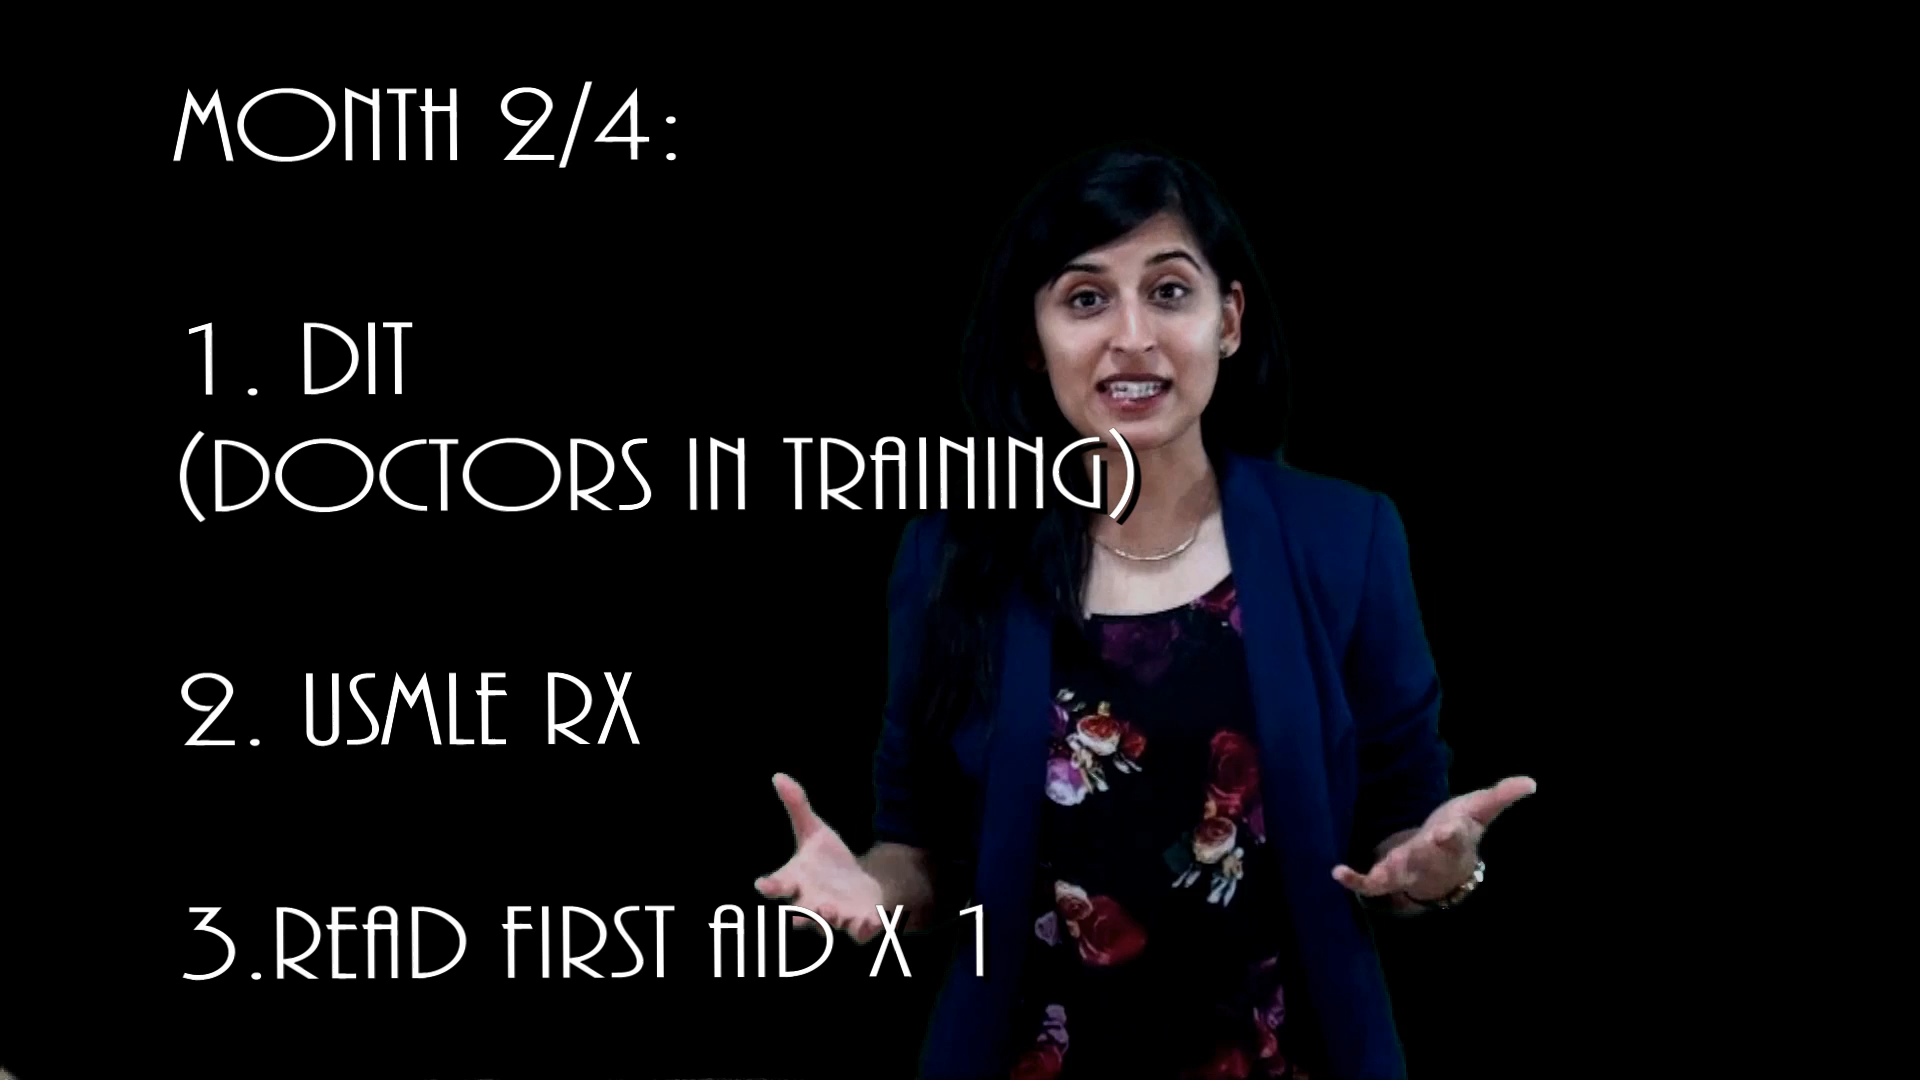 MONTH 2/4:
1. DIT
(DOCTORS IN TRAINING)
2. USMLE RX
3.READ FIRST AID X 1